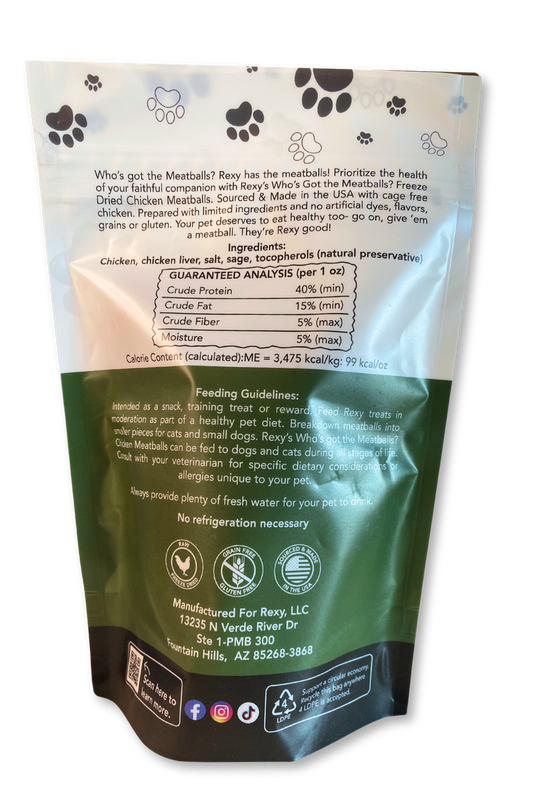 Who's got the Meatballs? Rexy has the meatballs! Prioritize the health
of your faithful companion with Rexy's Who's Got the Meatballs? Freeze
Dried Chicken Meatballs. Sourced & Made in the USA with cage free
chicken. Prepared with limited ingredients and no artificial dyes, flavors,
grains or gluten. Your pet deserves to eat healthy too- go on, give 'em
a meatball. They're Rexy good!
Ingredients:
Chicken, chicken liver, salt, sage, tocopherols (natural preservative)
GUARANTEED ANALYSIS (per 1 oz)
Crude Protein 40% (min)
Crude Fat 15% (min)
Crude Fiber 5% (max)
Moisture 5% (max)
Calorie Content (calculated):ME = 3,475 kcal/kg: 99 kcal/oz
Feeding Guidelines:
Intended as a snack, training treat or reward. Feed Rexy treats in
moderation as part of a healthy pet diet. Breakdown meatballs into
smaller pieces for cats and small dogs. Rexy's Who's got the Meatballs?
Chicken Meatballs can be fed to dogs and cats during all stages of life.
Consult with your veterinarian for specific dietary considerations or
allergies unique to your pet.
Always provide plenty of fresh water for your pet to drink.
No refrigeration necessary
RAW FREEZE DRIED
GRAIN FREE GLUTEN FREE
SOURCED & MADE IN THE USA
Manufactured For Rexy, LLC
13235 N Verde River Dr
Ste 1-PMB 300
Fountain Hills, AZ 85268-3868
Scan here to
learn more.
4
LDPE
Support a circular economy.
Recycle this bag anywhere
4 LDPE is accepted.